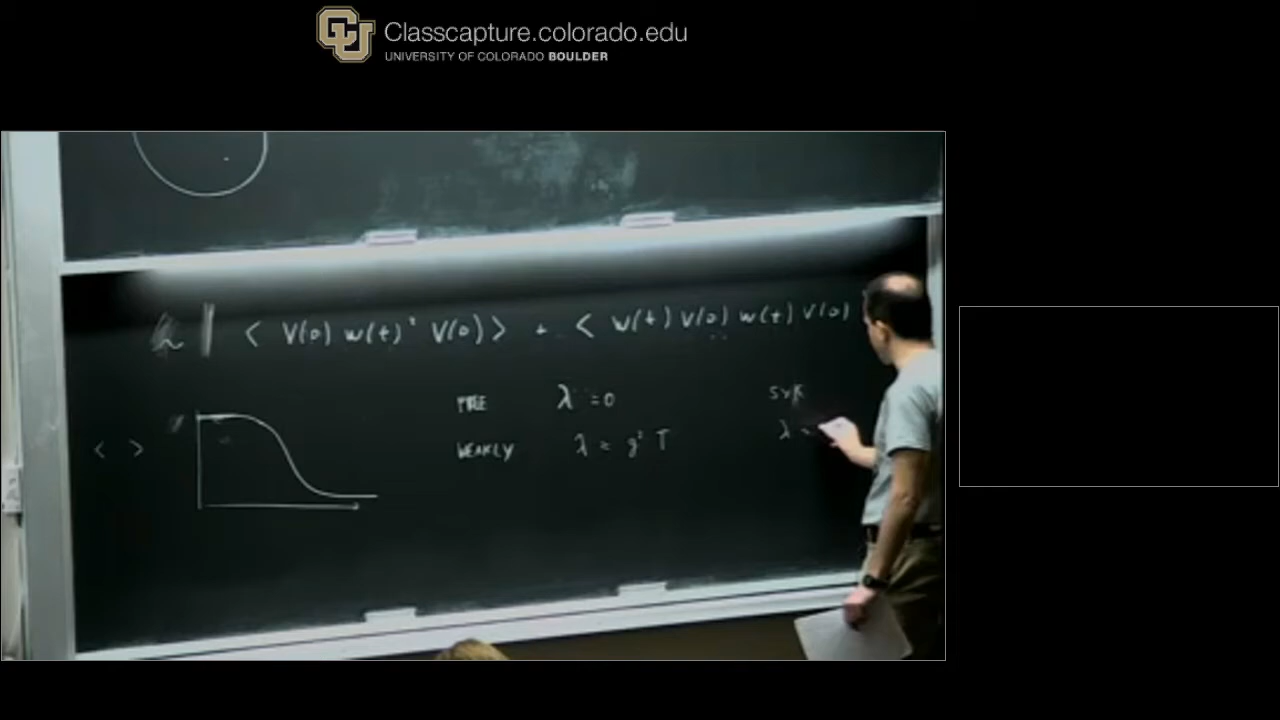 Classcapture.colorado.edu
UNIVERSITY OF COLORADO BOULDER
< V(0) W(t)² V(0) > + < W(t) V(0) W(t) V(0)
FREE λ = 0
SYK
WEAKLY λ ≈ g² T
λ =
< >